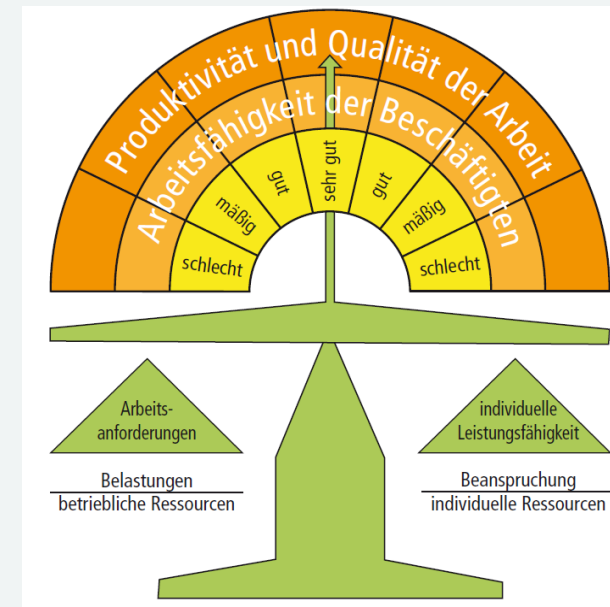 Produktivität und Qualität der Arbeit
Arbeitsfähigkeit der Beschäftigten
schlecht
mäßig
gut
sehr gut
gut
mäßig
schlecht
Arbeits-
anforderungen
Belastungen
betriebliche Ressourcen
individuelle
Leistungsfähigkeit
Beanspruchung
individuelle Ressourcen